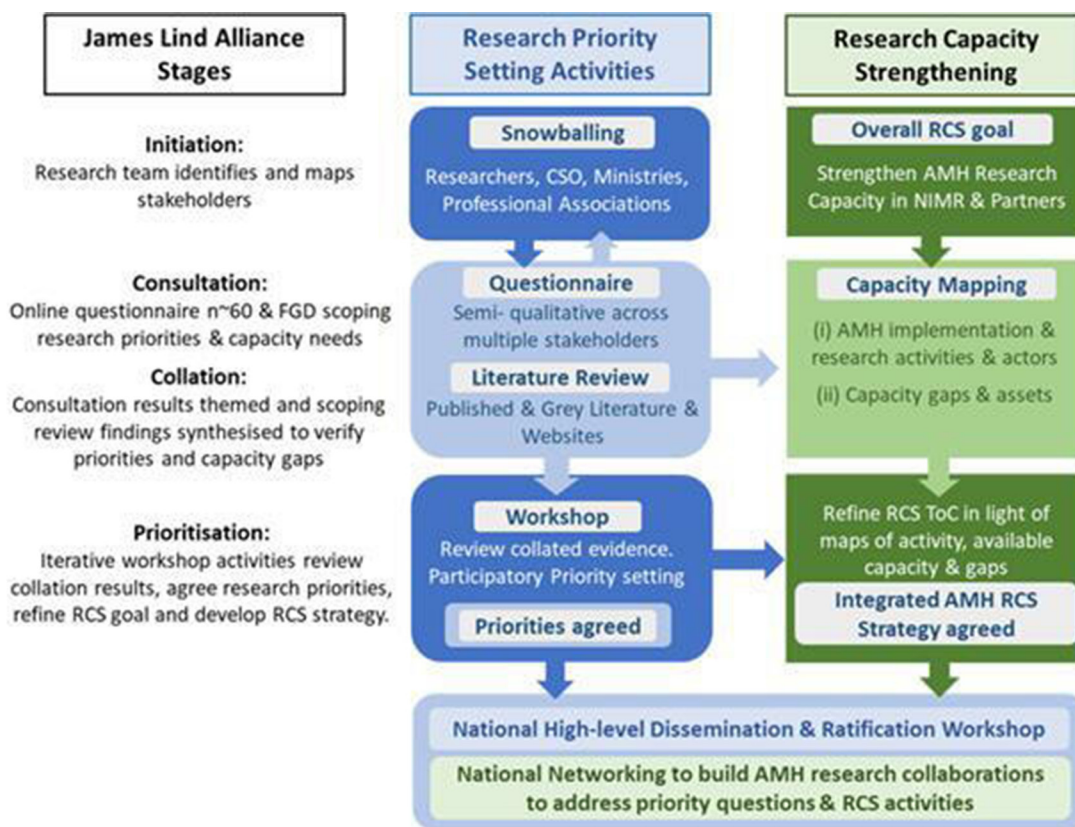 James Lind Alliance
Stages
Initiation:
Research team identifies and maps
stakeholders
Consultation:
Online questionnaire n~60 & FGD scoping
research priorities & capacity needs
Collation:
Consultation results themed and scoping
review findings synthesised to verify
priorities and capacity gaps
Prioritisation:
Iterative workshop activities review
collation results, agree research priorities,
refine RCS goal and develop RCS strategy.
Research Priority
Setting Activities
Snowballing
Researchers, CSO, Ministries,
Professional Associations
Questionnaire
Semi- qualitative across
multiple stakeholders
Literature Review
Published & Grey Literature &
Websites
Workshop
Review collated evidence.
Participatory Priority setting
Priorities agreed
Research Capacity
Strengthening
Overall RCS goal
Strengthen AMH Research
Capacity in NIMR & Partners
Capacity Mapping
(i) AMH implementation &
research activities & actors
(ii) Capacity gaps & assets
Refine RCS ToC in light of
maps of activity, available
capacity & gaps
Integrated AMH RCS
Strategy agreed
National High-level Dissemination & Ratification Workshop
National Networking to build AMH research collaborations
to address priority questions & RCS activities